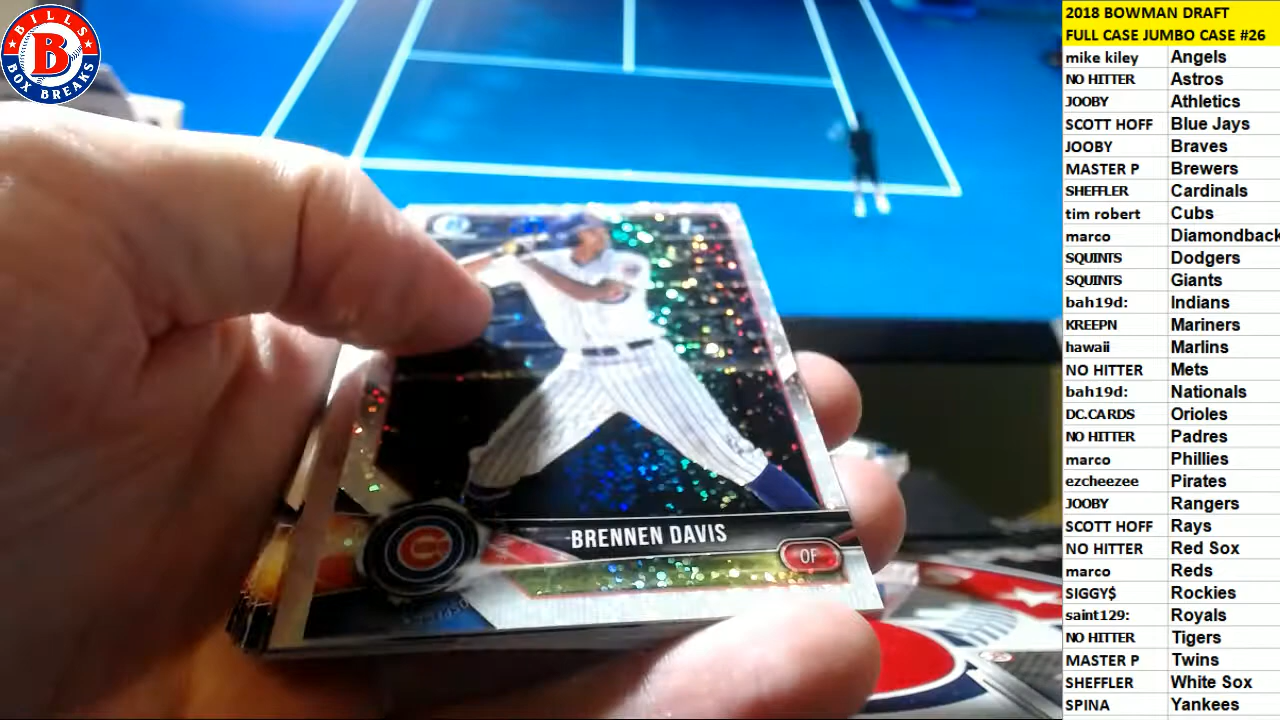 BILLS
B
BOX BREAKS
BRENNEN DAVIS
OF
2018 BOWMAN DRAFT
FULL CASE JUMBO CASE #26
mike kiley Angels
NO HITTER Astros
JOOBY Athletics
SCOTT HOFF Blue Jays
JOOBY Braves
MASTER P Brewers
SHEFFLER Cardinals
tim robert Cubs
marco Diamondback
SQUINTS Dodgers
SQUINTS Giants
bah19d: Indians
KREEPN Mariners
hawaii Marlins
NO HITTER Mets
bah19d: Nationals
DC.CARDS Orioles
NO HITTER Padres
marco Phillies
ezcheezee Pirates
JOOBY Rangers
SCOTT HOFF Rays
NO HITTER Red Sox
marco Reds
SIGGY$ Rockies
saint129: Royals
NO HITTER Tigers
MASTER P Twins
SHEFFLER White Sox
SPINA Yankees